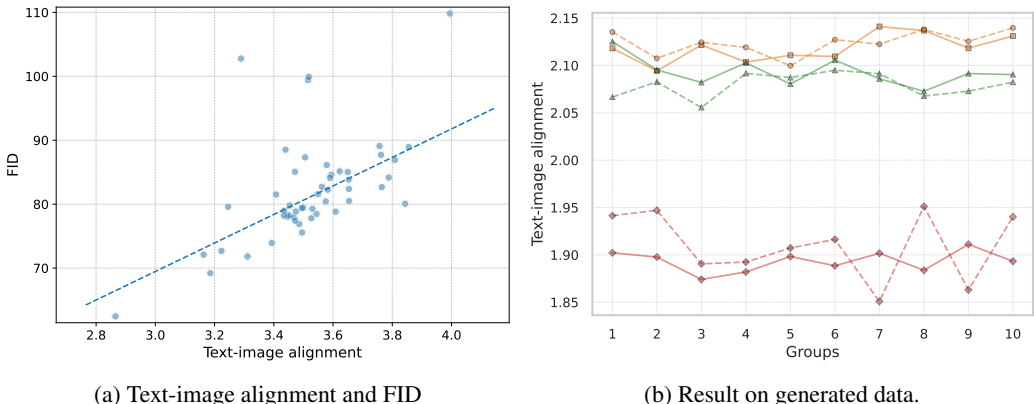 110
100
90
80
70
FID
2.8 3.0 3.2 3.4 3.6 3.8 4.0
Text-image alignment
(a) Text-image alignment and FID
2.15
2.10
2.05
2.00
1.95
1.90
1.85
Text-image alignment
1 2 3 4 5 6 7 8 9 10
Groups
(b) Result on generated data.